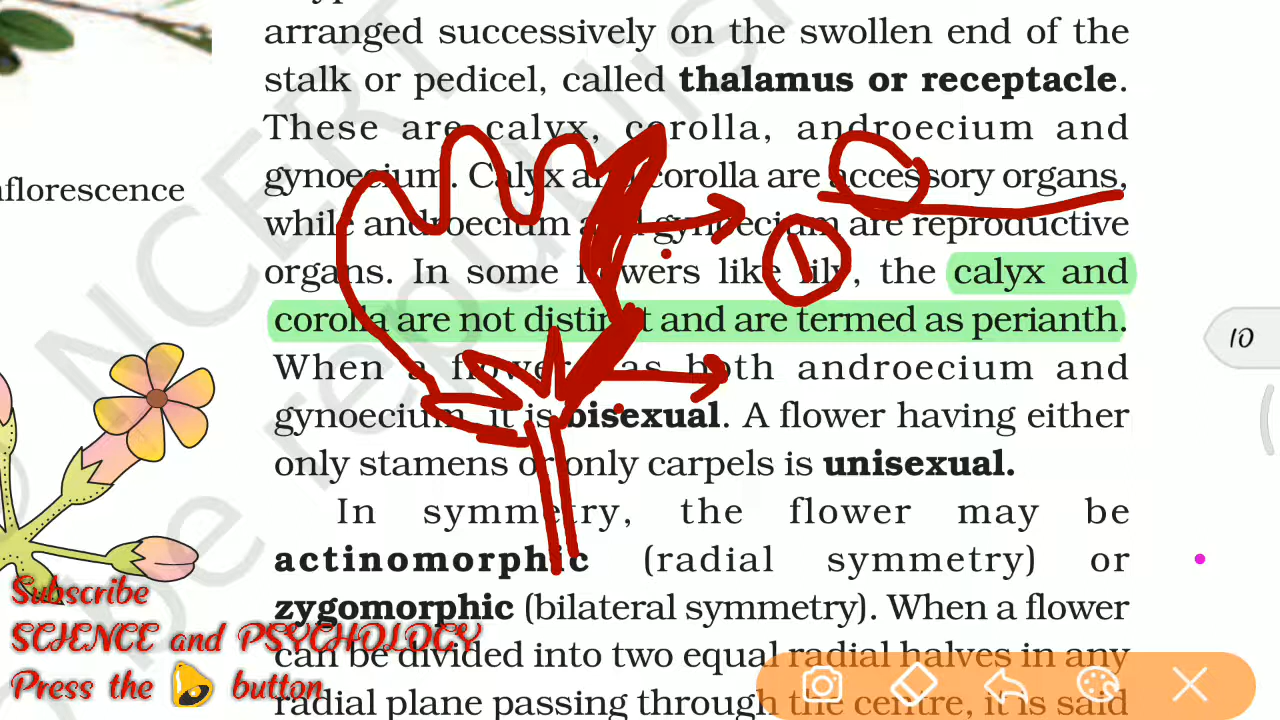 arranged successively on the swollen end of the
stalk or pedicel, called thalamus or receptacle.
These are calyx, corolla, androecium and
gynoecium. Calyx and corolla are accessory organs,
while androecium and gynoecium are reproductive
organs. In some flowers like lily, the calyx and
corolla are not distinct and are termed as perianth.
When a flower has both androecium and
gynoecium, it is bisexual. A flower having either
only stamens or only carpels is unisexual.
In symmetry, the flower may be
actinomorphic (radial symmetry) or
zygomorphic (bilateral symmetry). When a flower
can be divided into two equal radial halves in any
radial plane passing through the centre, it is said
nflorescence
10
Subscribe
SCIENCE and PSYCHOLOGY
Press the button
NCERT